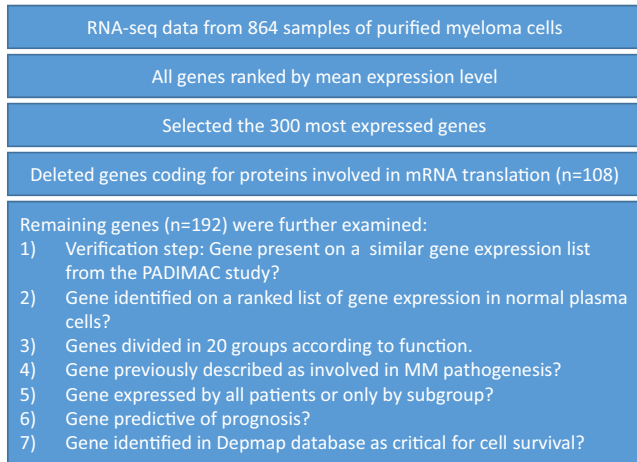 RNA-seq data from 864 samples of purified myeloma cells
All genes ranked by mean expression level
Selected the 300 most expressed genes
Deleted genes coding for proteins involved in mRNA translation (n=108)
Remaining genes (n=192) were further examined:
1) Verification step: Gene present on a similar gene expression list
from the PADIMAC study?
2) Gene identified on a ranked list of gene expression in normal plasma
cells?
3) Genes divided in 20 groups according to function.
4) Gene previously described as involved in MM pathogenesis?
5) Gene expressed by all patients or only by subgroup?
6) Gene predictive of prognosis?
7) Gene identified in Depmap database as critical for cell survival?